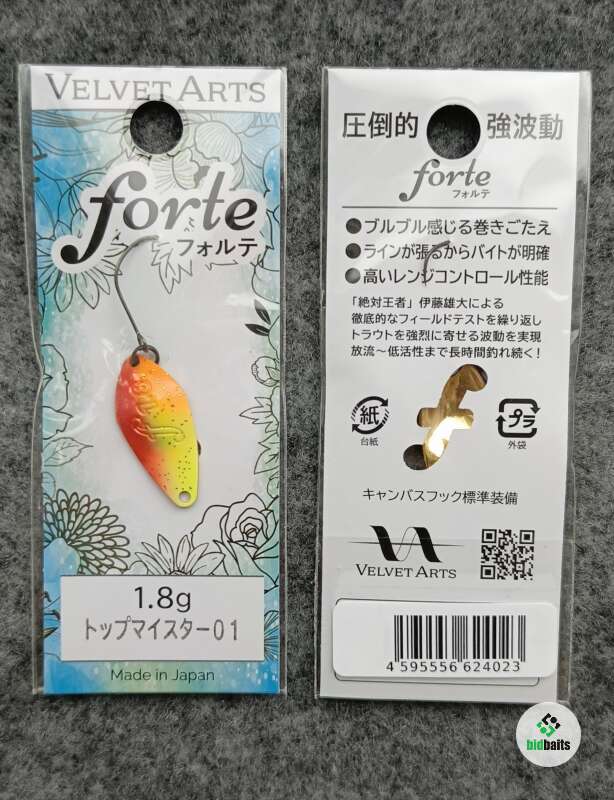 VELVET ARTS
forte
フォルテ
1.8g
トップマイスター01
Made in Japan
圧倒的 強波動
forte
フォルテ
●ブルブル感じる巻きごたえ
●ラインが張るからバイトが明確
●高いレンジコントロール性能
「絶対王者」伊藤雄大による
徹底的なフィールドテストを繰り返し
トラウトを強烈に寄せる波動を実現
放流～低活性まで長時間釣れ続く!
紙
台紙
プラ
外袋
キャンバスフック標準装備
VELVET ARTS
4 595556 624023
bidbaits